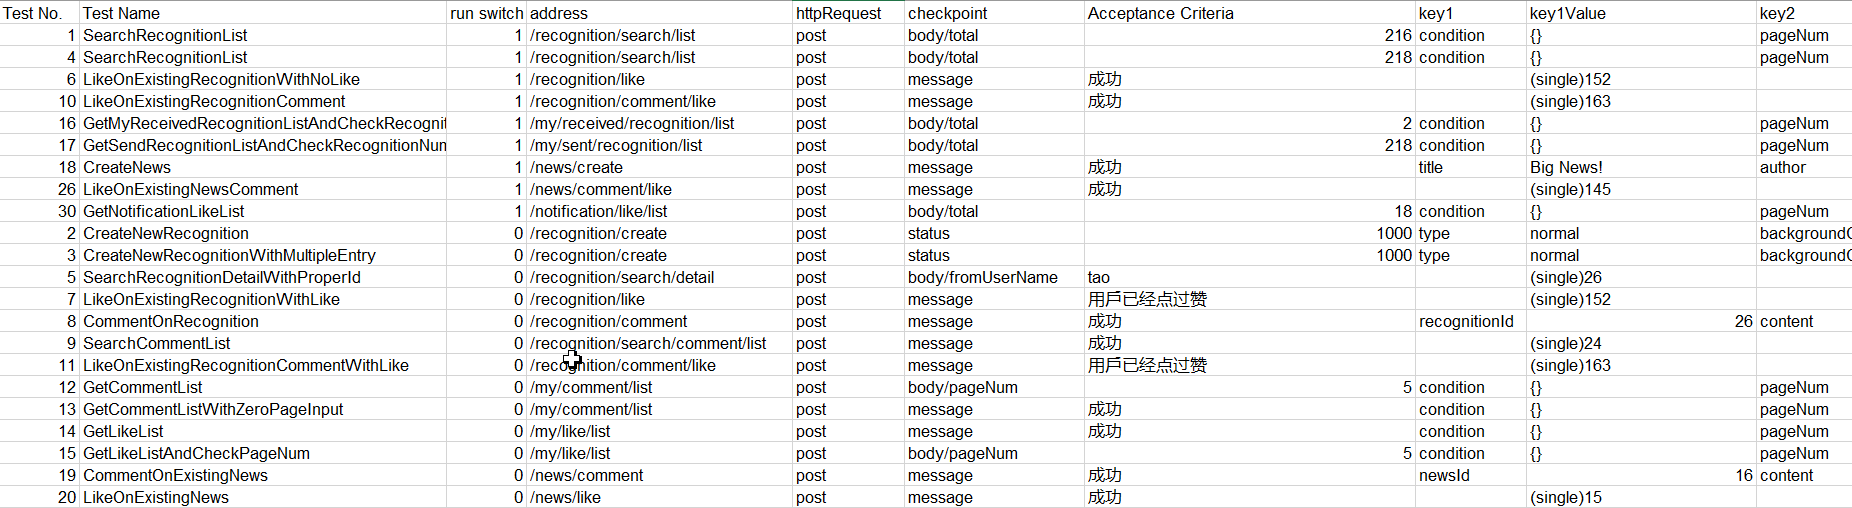 Test No. Test Name run switch address httpRequest checkpoint Acceptance Criteria key1 key1Value key2
1 SearchRecognitionList 1 /recognition/search/list post body/total 216 condition {} pageNum
4 SearchRecognitionList 1 /recognition/search/list post body/total 218 condition {} pageNum
6 LikeOnExistingRecognitionWithNoLike 1 /recognition/like post message 成功 (single)152
10 LikeOnExistingRecognitionComment 1 /recognition/comment/like post message 成功 (single)163
16 GetMyReceivedRecognitionListAndCheckRecognit 1 /my/received/recognition/list post body/total 2 condition {} pageNum
17 GetSendRecognitionListAndCheckRecognitionNum 1 /my/sent/recognition/list post body/total 218 condition {} pageNum
18 CreateNews 1 /news/create post message 成功 title Big News! author
26 LikeOnExistingNewsComment 1 /news/comment/like post message 成功 (single)145
30 GetNotificationLikeList 1 /notification/like/list post body/total 18 condition {} pageNum
2 CreateNewRecognition 0 /recognition/create post status 1000 type normal backgroundC
3 CreateNewRecognitionWithMultipleEntry 0 /recognition/create post status 1000 type normal backgroundC
5 SearchRecognitionDetailWithProperId 0 /recognition/search/detail post body/fromUserName tao (single)26
7 LikeOnExistingRecognitionWithLike 0 /recognition/like post message 用戶已经点过赞 (single)152
8 CommentOnRecognition 0 /recognition/comment post message 成功 recognitionId 26 content
9 SearchCommentList 0 /recognition/search/comment/list post message 成功 (single)24
11 LikeOnExistingRecognitionCommentWithLike 0 /recognition/comment/like post message 用戶已经点过赞 (single)163
12 GetCommentList 0 /my/comment/list post body/pageNum 5 condition {} pageNum
13 GetCommentListWithZeroPageInput 0 /my/comment/list post message 成功 condition {} pageNum
14 GetLikeList 0 /my/like/list post message 成功 condition {} pageNum
15 GetLikeListAndCheckPageNum 0 /my/like/list post body/pageNum 5 condition {} pageNum
19 CommentOnExistingNews 0 /news/comment post message 成功 newsId 16 content
20 LikeOnExistingNews 0 /news/like post message 成功 (single)15